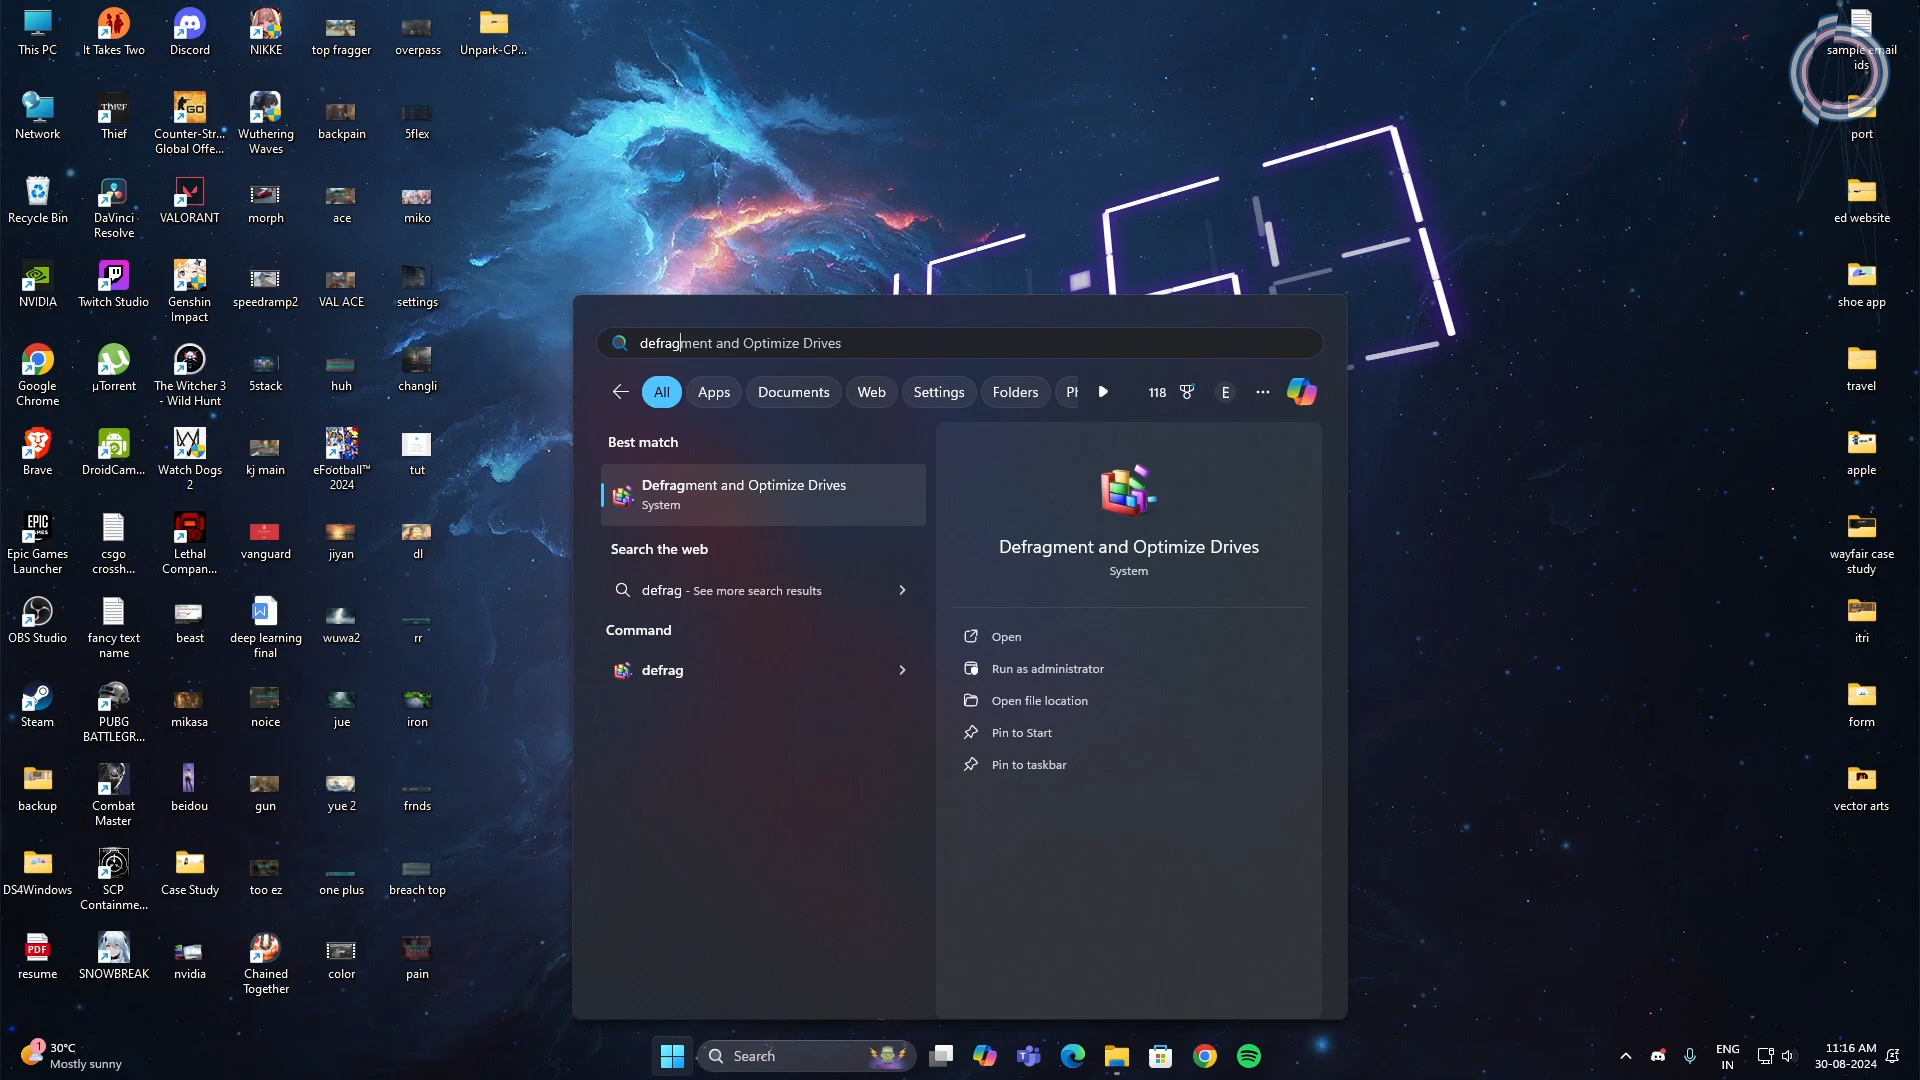 This PC
It Takes Two
Discord
NIKKE
top fragger
overpass
Unpark-CP...
sample email
ids
Network
Thief
Counter-Str...
Global Offe...
Wuthering
Waves
backpain
5flex
port
Recycle Bin
DaVinci
Resolve
VALORANT
morph
ace
miko
ed website
NVIDIA
Twitch Studio
Genshin
Impact
speedramp2
VAL ACE
settings
shoe app
Google
Chrome
µTorrent
The Witcher 3
- Wild Hunt
5stack
huh
changli
travel
Brave
DroidCam...
Watch Dogs
2
kj main
eFootball™
2024
tut
apple
Epic Games
Launcher
csgo
crossh...
Lethal
Compan...
vanguard
jiyan
dl
wayfair case
study
OBS Studio
fancy text
name
beast
deep learning
final
wuwa2
rr
itri
Steam
PUBG
BATTLEGR...
mikasa
noice
jue
iron
form
backup
Combat
Master
beidou
gun
yue 2
frnds
vector arts
DS4Windows
SCP
Containme...
Case Study
too ez
one plus
breach top
resume
SNOWBREAK
nvidia
Chained
Together
color
pain
THIEF
GO
EPIC
GAMES
PDF
defragment and Optimize Drives
All
Apps
Documents
Web
Settings
Folders
Ph
118
E
Best match
Defragment and Optimize Drives
System
Search the web
defrag - See more search results
Command
defrag
Defragment and Optimize Drives
System
Open
Run as administrator
Open file location
Pin to Start
Pin to taskbar
1
30°C
Mostly sunny
Search
ENG
IN
11:16 AM
30-08-2024